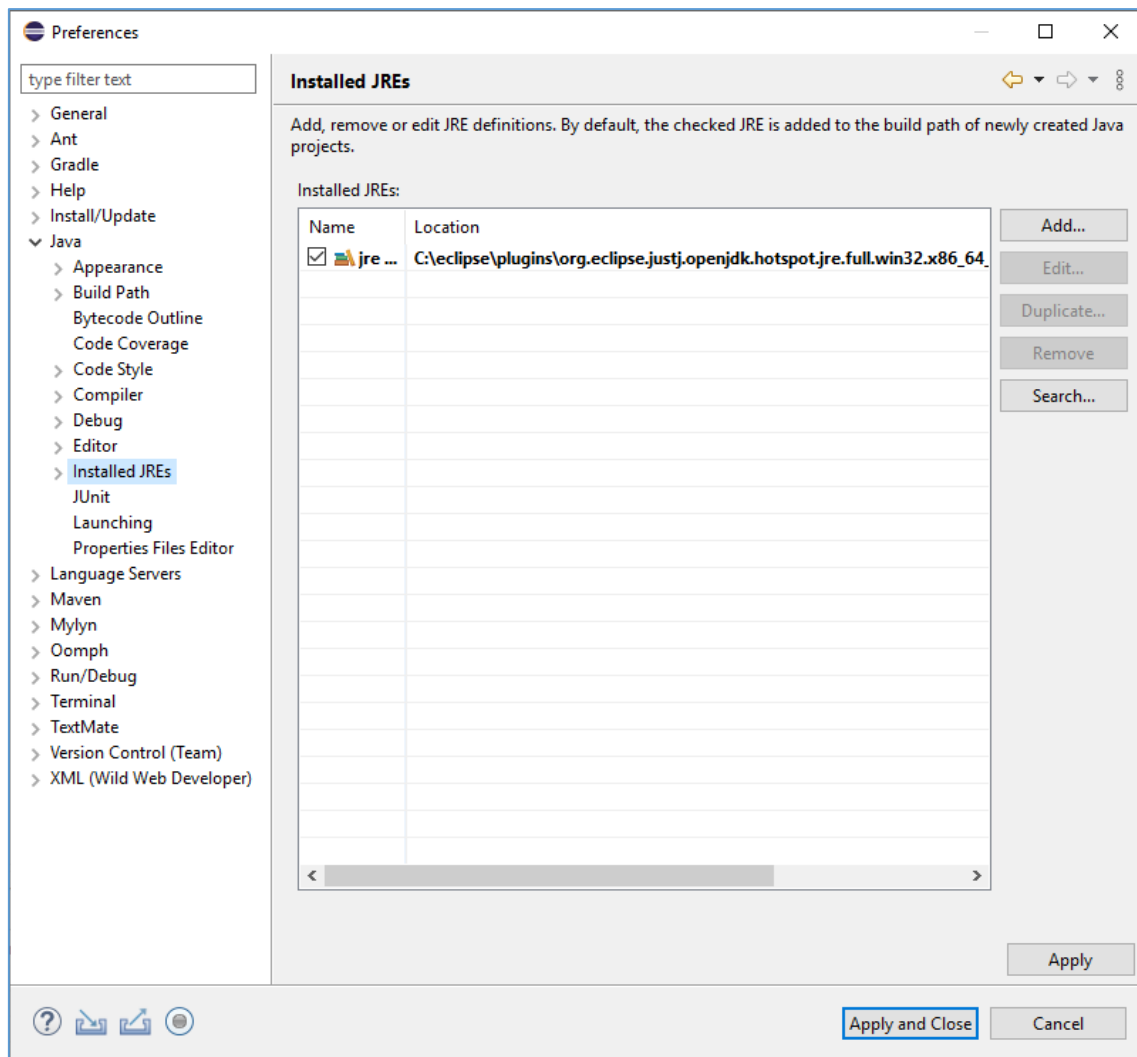 Preferences
type filter text
General
Ant
Gradle
Help
Install/Update
Java
Appearance
Build Path
Bytecode Outline
Code Coverage
Code Style
Compiler
Debug
Editor
Installed JREs
JUnit
Launching
Properties Files Editor
Language Servers
Maven
Mylyn
Oomph
Run/Debug
Terminal
TextMate
Version Control (Team)
XML (Wild Web Developer)
Installed JREs
Add, remove or edit JRE definitions. By default, the checked JRE is added to the build path of newly created Java
projects.
Installed JREs:
Name Location
jre ... C:\eclipse\plugins\org.eclipse.justj.openjdk.hotspot.jre.full.win32.x86_64_
Add...
Edit...
Duplicate...
Remove
Search...
Apply
Apply and Close Cancel